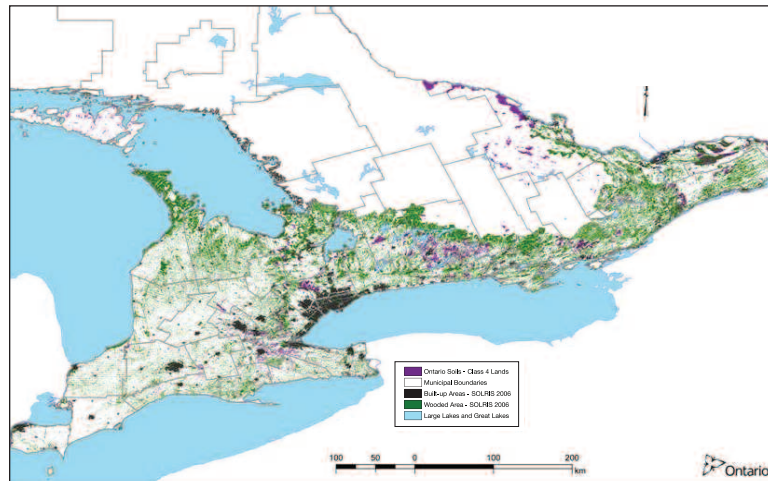 Ontario Soils - Class 4 Lands
Municipal Boundaries
Built-up Areas - SOLRIS 2006
Wooded Area - SOLRIS 2006
Large Lakes and Great Lakes
100 50 0 100 200
km
Ontario